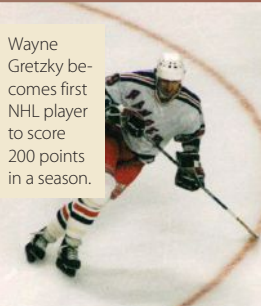 Wayne
Gretzky be-
comes first
NHL player
to score
200 points
in a season.